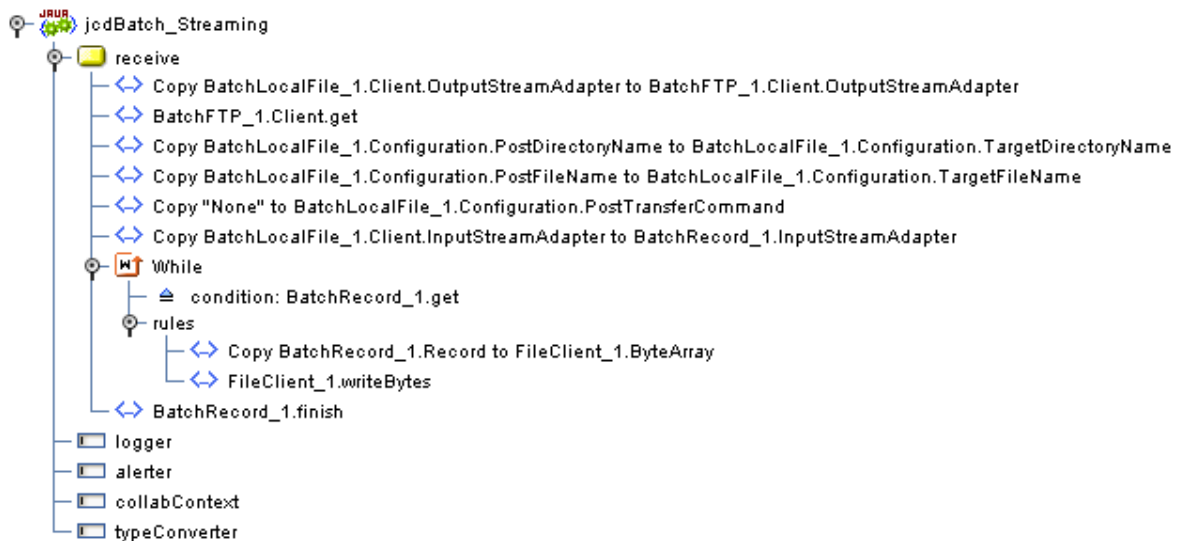 JAVA jcdBatch_Streaming
receive
Copy BatchLocalFile_1.Client.OutputStreamAdapter to BatchFTP_1.Client.OutputStreamAdapter
BatchFTP_1.Client.get
Copy BatchLocalFile_1.Configuration.PostDirectoryName to BatchLocalFile_1.Configuration.TargetDirectoryName
Copy BatchLocalFile_1.Configuration.PostFileName to BatchLocalFile_1.Configuration.TargetFileName
Copy "None" to BatchLocalFile_1.Configuration.PostTransferCommand
Copy BatchLocalFile_1.Client.InputStreamAdapter to BatchRecord_1.InputStreamAdapter
W While
condition: BatchRecord_1.get
rules
Copy BatchRecord_1.Record to FileClient_1.ByteArray
FileClient_1.writeBytes
BatchRecord_1.finish
logger
alerter
collabContext
typeConverter